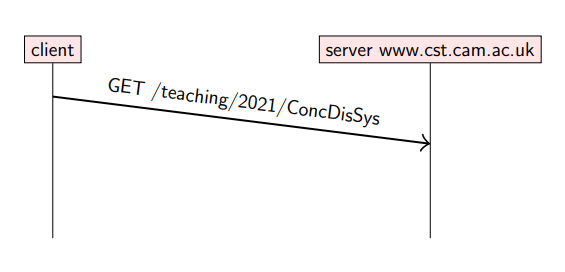 client
server www.cst.cam.ac.uk
GET /teaching/2021/ConcDisSys